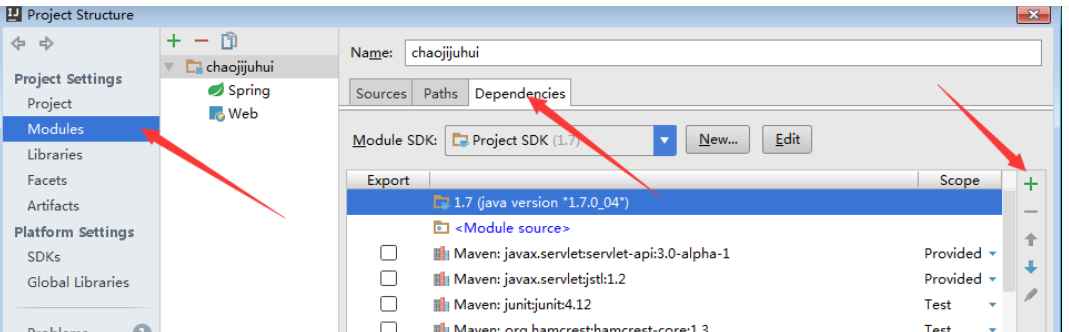 Project Structure
Project Settings
Project
Modules
Libraries
Facets
Artifacts
Platform Settings
SDKs
Global Libraries
Problems
chaojijuhui
Spring
Web
Name: chaojijuhui
Sources Paths Dependencies
Module SDK: Project SDK (1.7) New... Edit
Export Scope
1.7 (java version "1.7.0_04")
<Module source>
Maven: javax.servlet:servlet-api:3.0-alpha-1 Provided
Maven: javax.servlet:jstl:1.2 Provided
Maven: junit:junit:4.12 Test
Maven: org.hamcrest:hamcrest-core:1.3 Test